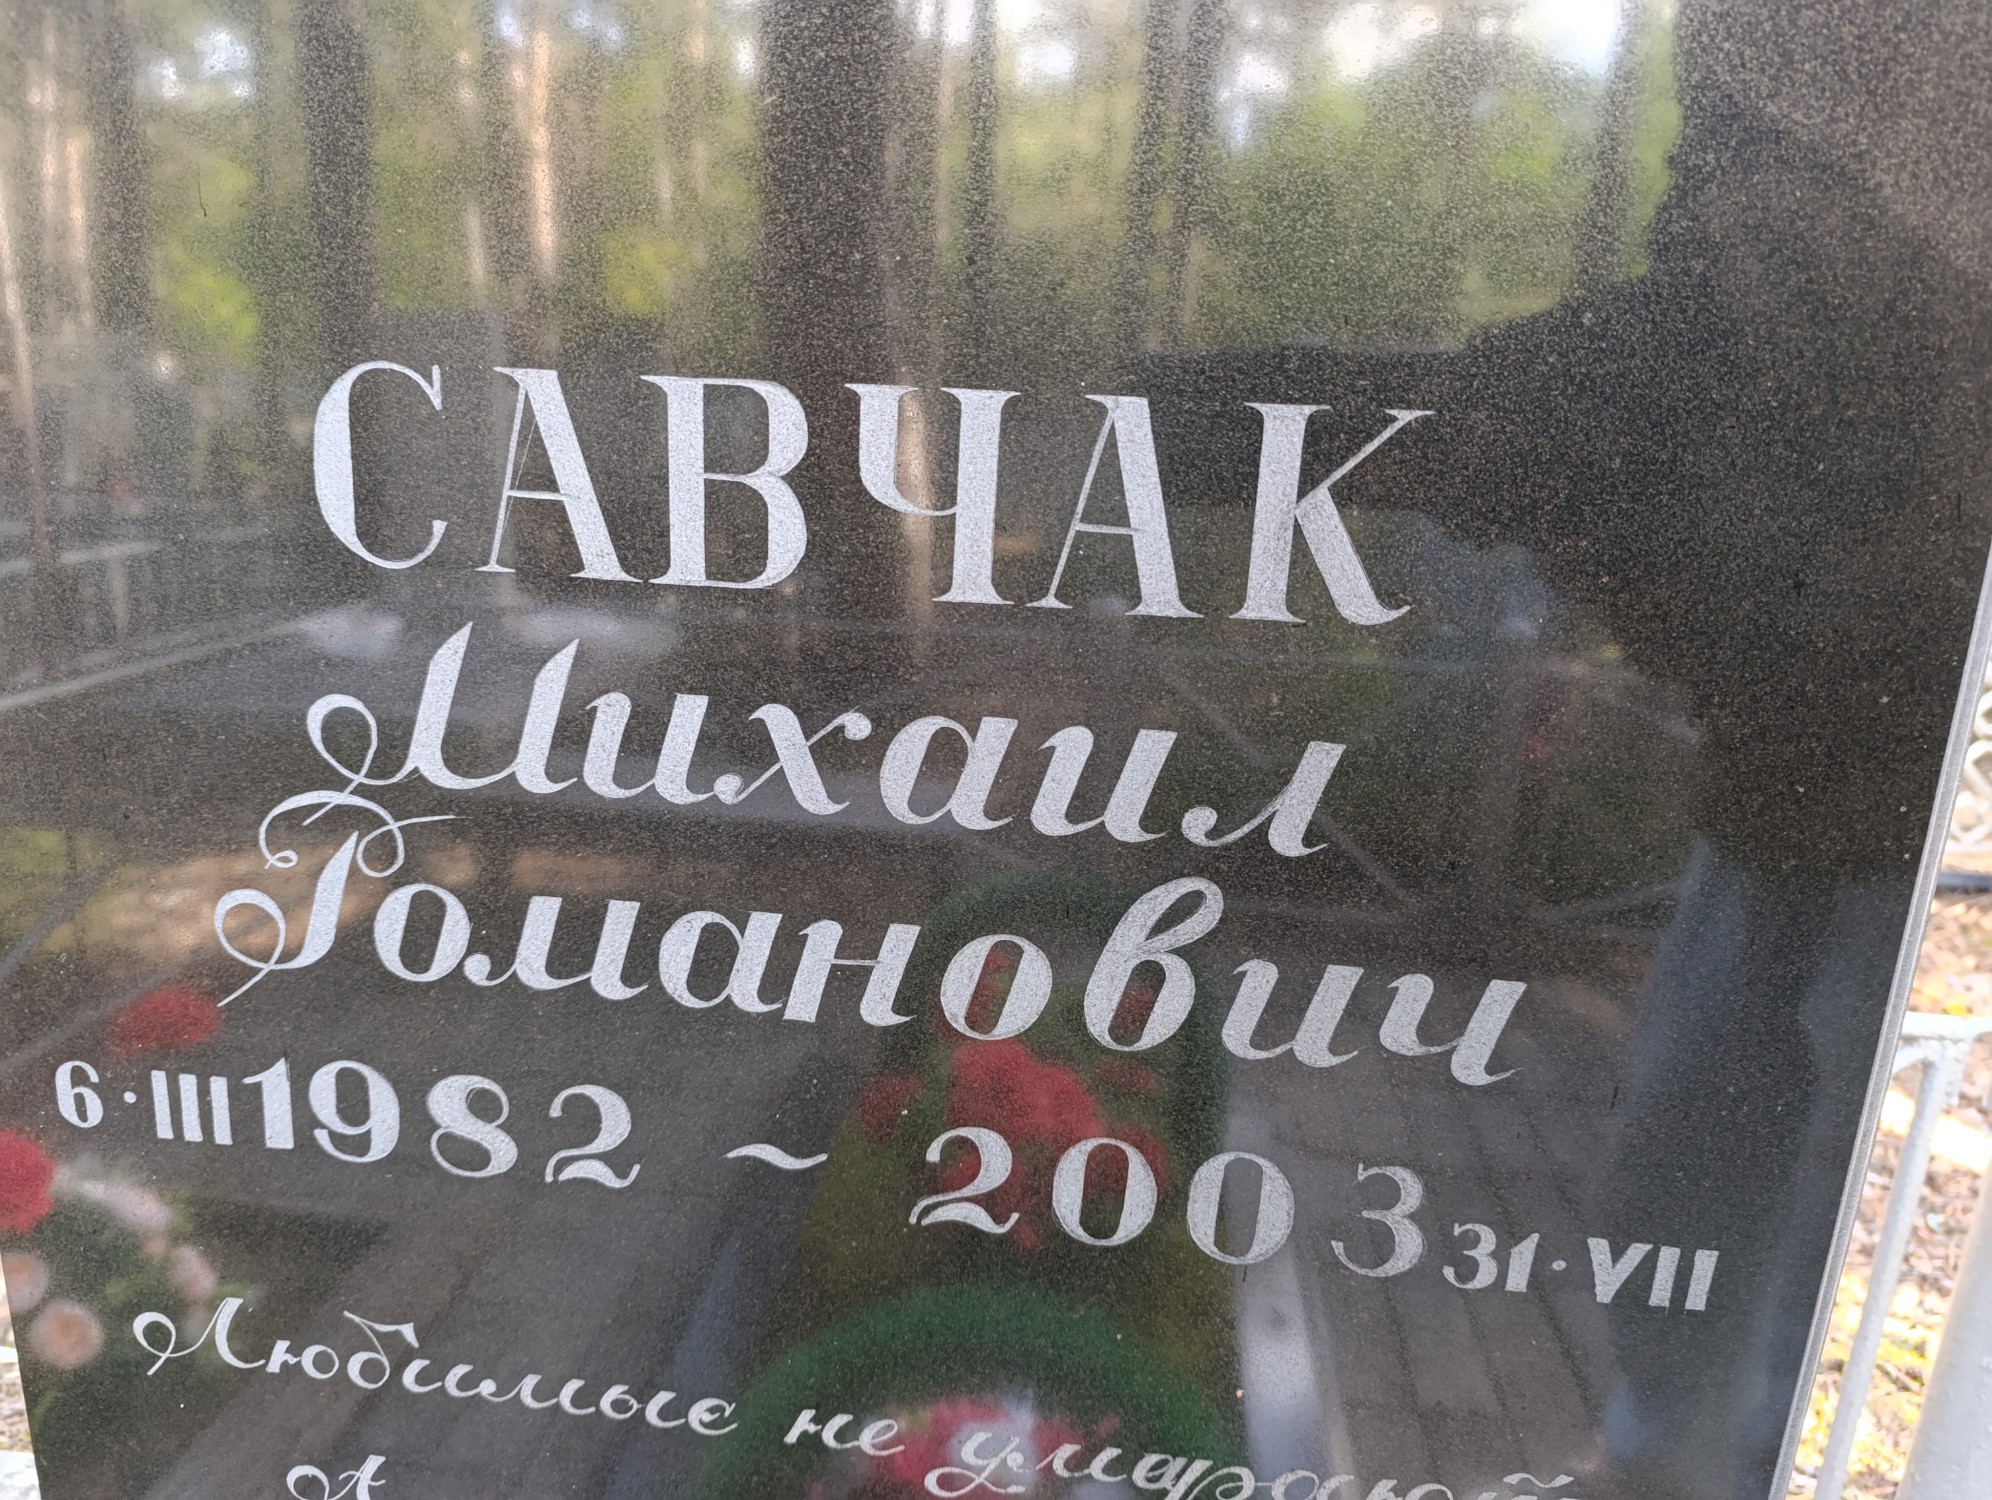 САВЧАК
Михаил
Романович
6·III 1982 ~ 2003 31·VII
Любимые не умирают